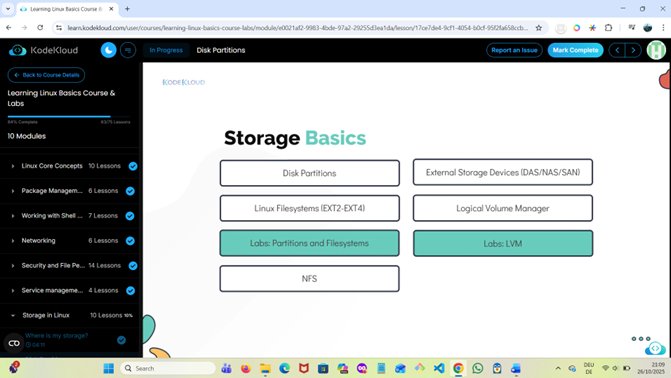 Disk Partitions
learn.kodekloud.com/user/courses/learning-linux-basics-course-labs/module/e0021af2-9983-4bde-97a2-29255d3ea1da/lesson/17ce7de4-9cf1-4054-b0cf-95f2fa658ccb...
KodeKloud
In Progress
Disk Partitions
Report an Issue
Mark Complete
Back to Course Details
Learning Linux Basics Course &
Labs
84% Complete
63/75 Lessons
10 Modules
Linux Core Concepts 10 Lessons
Package Managem... 6 Lessons
Working with Shell ... 7 Lessons
Networking 6 Lessons
Security and File Pe... 14 Lessons
Service manageme... 4 Lessons
Storage in Linux 10 Lessons 10%
Where is my storage?
04:11
KODEKLOUD
Storage Basics
Disk Partitions
External Storage Devices (DAS/NAS/SAN)
Linux Filesystems (EXT2-EXT4)
Logical Volume Manager
Labs: Partitions and Filesystems
Labs: LVM
NFS
Search
DEU
DE
21:09
26/10/2025